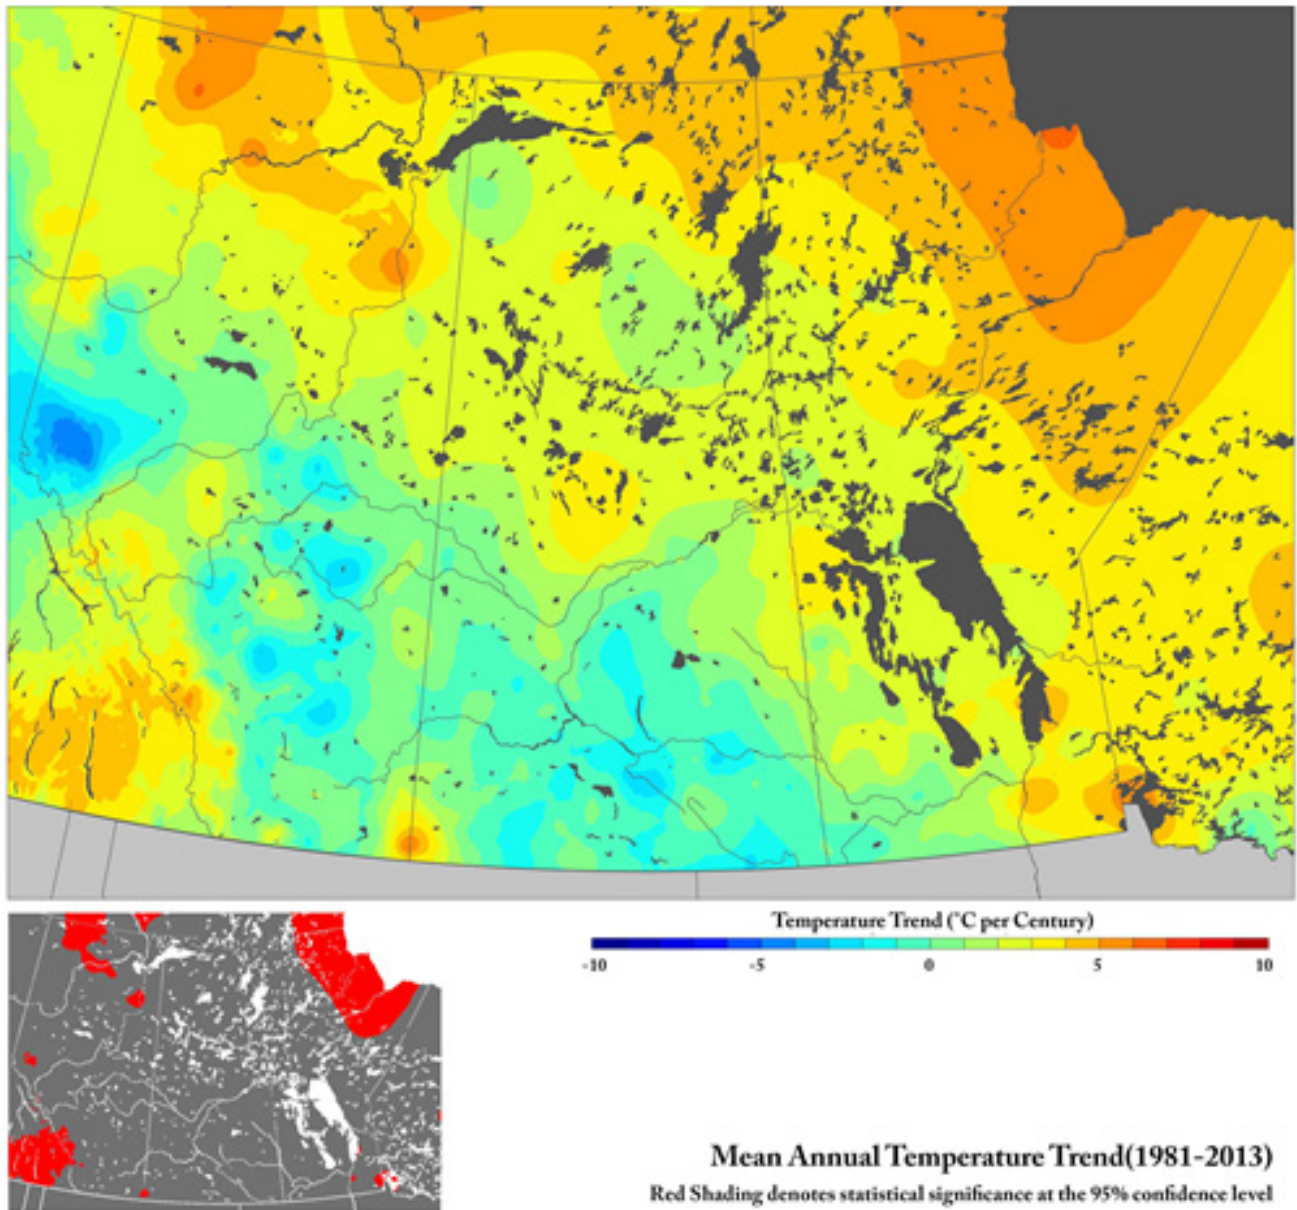 Temperature Trend (°C per Century)
-10 -5 0 5 10
Mean Annual Temperature Trend(1981-2013)
Red Shading denotes statistical significance at the 95% confidence level